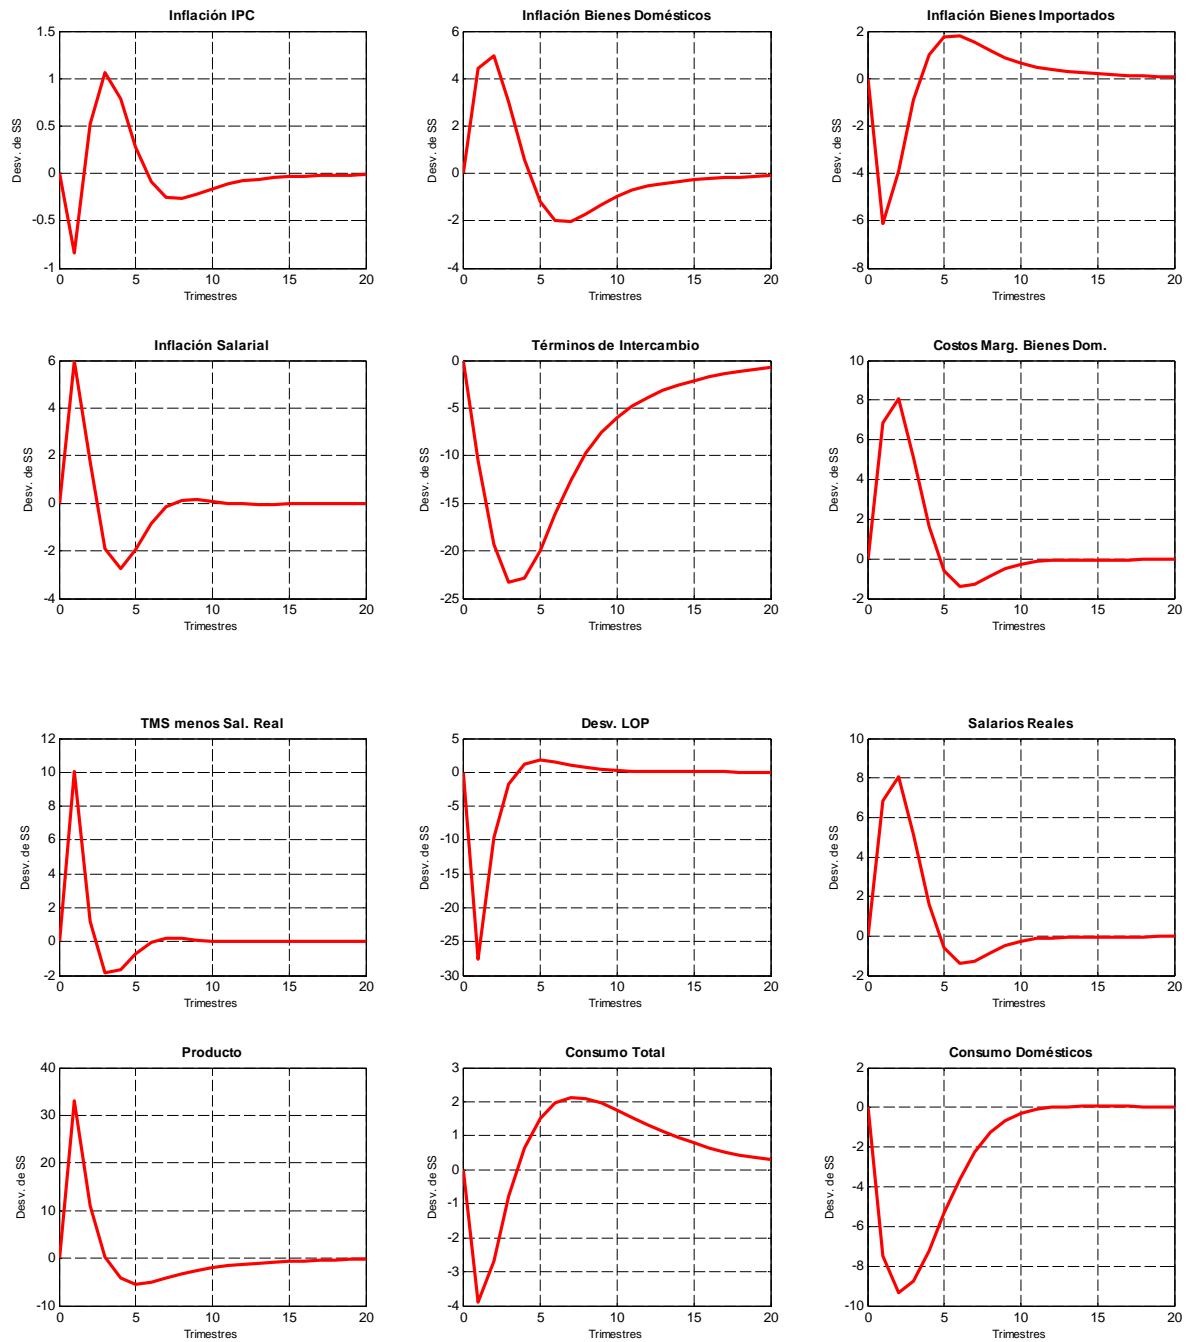 Inflación IPC
Inflación Bienes Domésticos
Inflación Bienes Importados
1.5
1
0.5
0
-0.5
-1
Desv. de SS
0 5 10 15 20
Trimestres
6
4
2
0
-2
-4
Desv. de SS
0 5 10 15 20
Trimestres
2
0
-2
-4
-6
-8
Desv. de SS
0 5 10 15 20
Trimestres
Inflación Salarial
Términos de Intercambio
Costos Marg. Bienes Dom.
6
4
2
0
-2
-4
Desv. de SS
0 5 10 15 20
Trimestres
0
-5
-10
-15
-20
-25
Desv. de SS
0 5 10 15 20
Trimestres
10
8
6
4
2
0
-2
Desv. de SS
0 5 10 15 20
Trimestres
TMS menos Sal. Real
Desv. LOP
Salarios Reales
12
10
8
6
4
2
0
-2
Desv. de SS
0 5 10 15 20
Trimestres
5
0
-5
-10
-15
-20
-25
-30
Desv. de SS
0 5 10 15 20
Trimestres
10
8
6
4
2
0
-2
Desv. de SS
0 5 10 15 20
Trimestres
Producto
Consumo Total
Consumo Domésticos
40
30
20
10
0
-10
Desv. de SS
0 5 10 15 20
Trimestres
3
2
1
0
-1
-2
-3
-4
Desv. de SS
0 5 10 15 20
Trimestres
2
0
-2
-4
-6
-8
-10
Desv. de SS
0 5 10 15 20
Trimestres